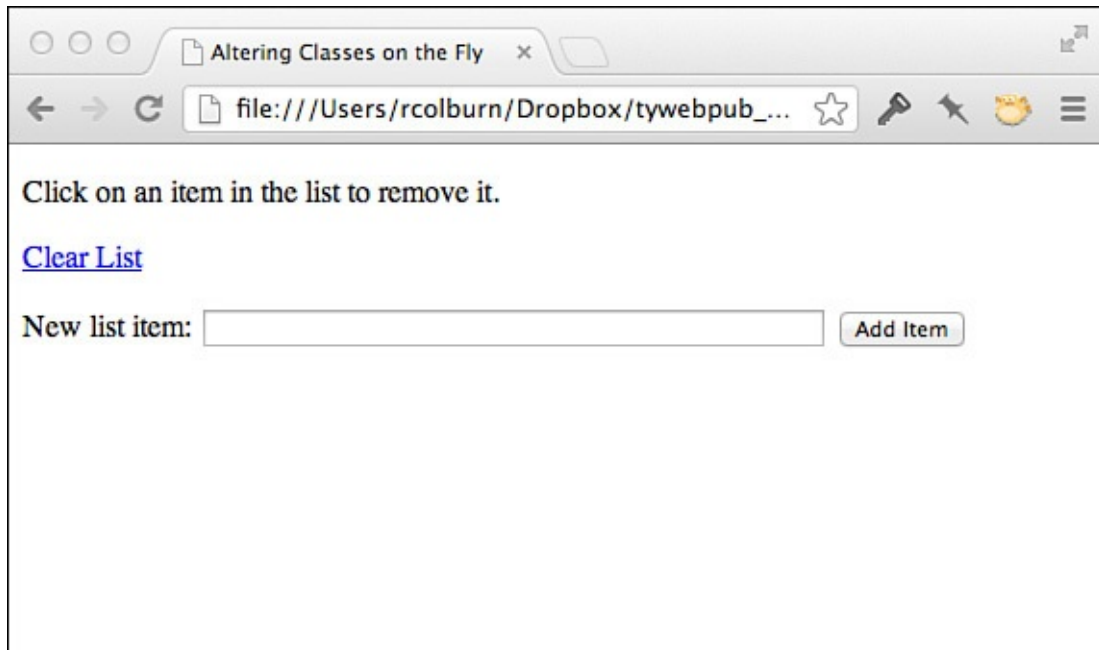 Altering Classes on the Fly
file:///Users/rcolburn/Dropbox/tywebpub_...
Click on an item in the list to remove it.
Clear List
New list item: Add Item